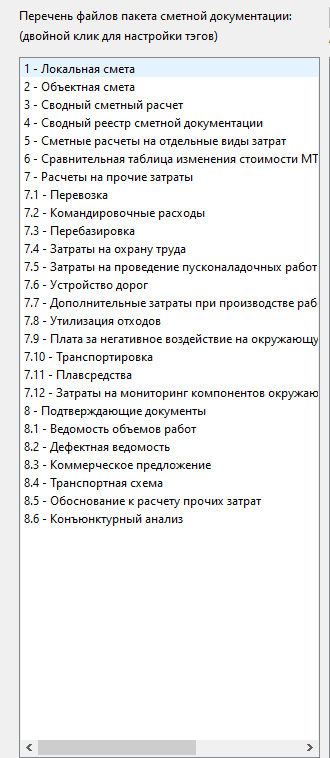 Перечень файлов пакета сметной документации:
(двойной клик для настройки тэгов)
1 - Локальная смета
2 - Объектная смета
3 - Сводный сметный расчет
4 - Сводный реестр сметной документации
5 - Сметные расчеты на отдельные виды затрат
6 - Сравнительная таблица изменения стоимости МТ
7 - Расчеты на прочие затраты
7.1 - Перевозка
7.2 - Командировочные расходы
7.3 - Перебазировка
7.4 - Затраты на охрану труда
7.5 - Затраты на проведение пусконаладочных работ
7.6 - Устройство дорог
7.7 - Дополнительные затраты при производстве раб
7.8 - Утилизация отходов
7.9 - Плата за негативное воздействие на окружающу
7.10 - Транспортировка
7.11 - Плавсредства
7.12 - Затраты на мониторинг компонентов окружаю
8 - Подтверждающие документы
8.1 - Ведомость объемов работ
8.2 - Дефектная ведомость
8.3 - Коммерческое предложение
8.4 - Транспортная схема
8.5 - Обоснование к расчету прочих затрат
8.6 - Конъюнктурный анализ